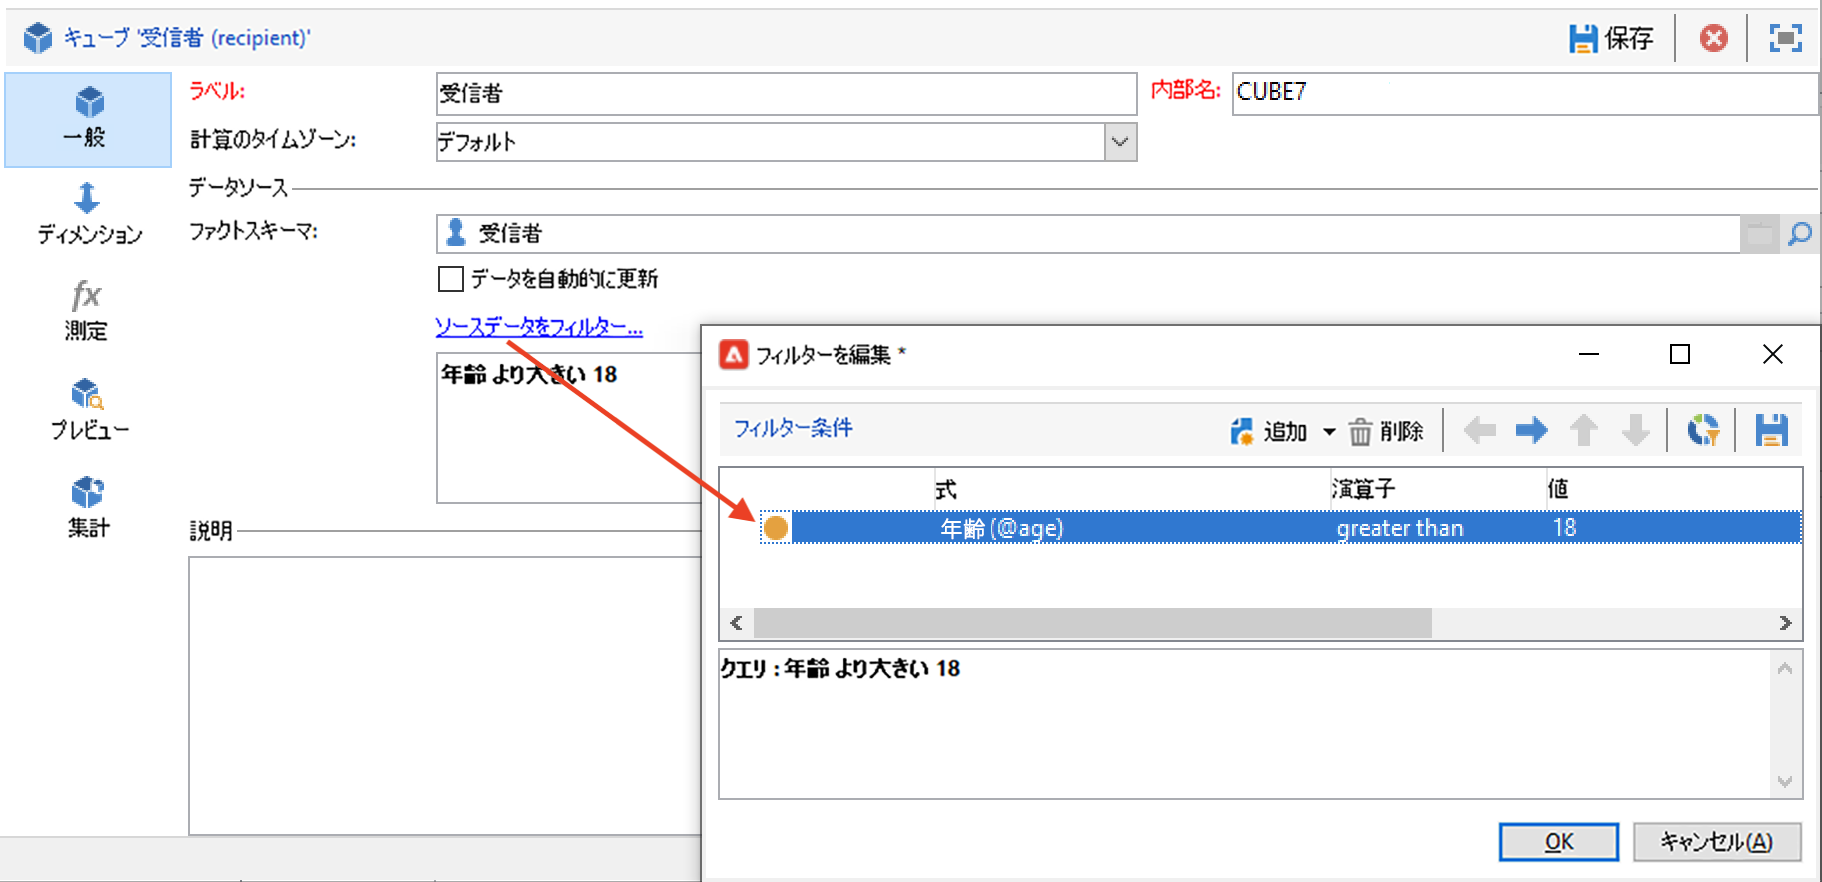 キューブ '受信者 (recipient)'
保存
一般
ディメンション
fx
測定
プレビュー
集計
ラベル:
受信者
内部名:
CUBE7
計算のタイムゾーン:
デフォルト
データソース
ファクトスキーマ:
受信者
データを自動的に更新
ソースデータをフィルター...
年齢 より大きい 18
説明
フィルターを編集 *
フィルター条件
追加
削除
式 演算子 値
年齢 (@age) greater than 18
クエリ : 年齢 より大きい 18
OK
キャンセル(A)